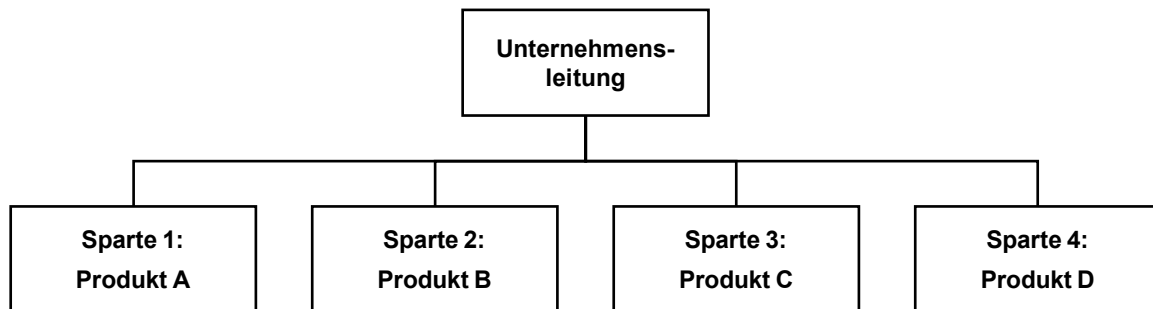 Unternehmens-
leitung
Sparte 1:
Produkt A
Sparte 2:
Produkt B
Sparte 3:
Produkt C
Sparte 4:
Produkt D